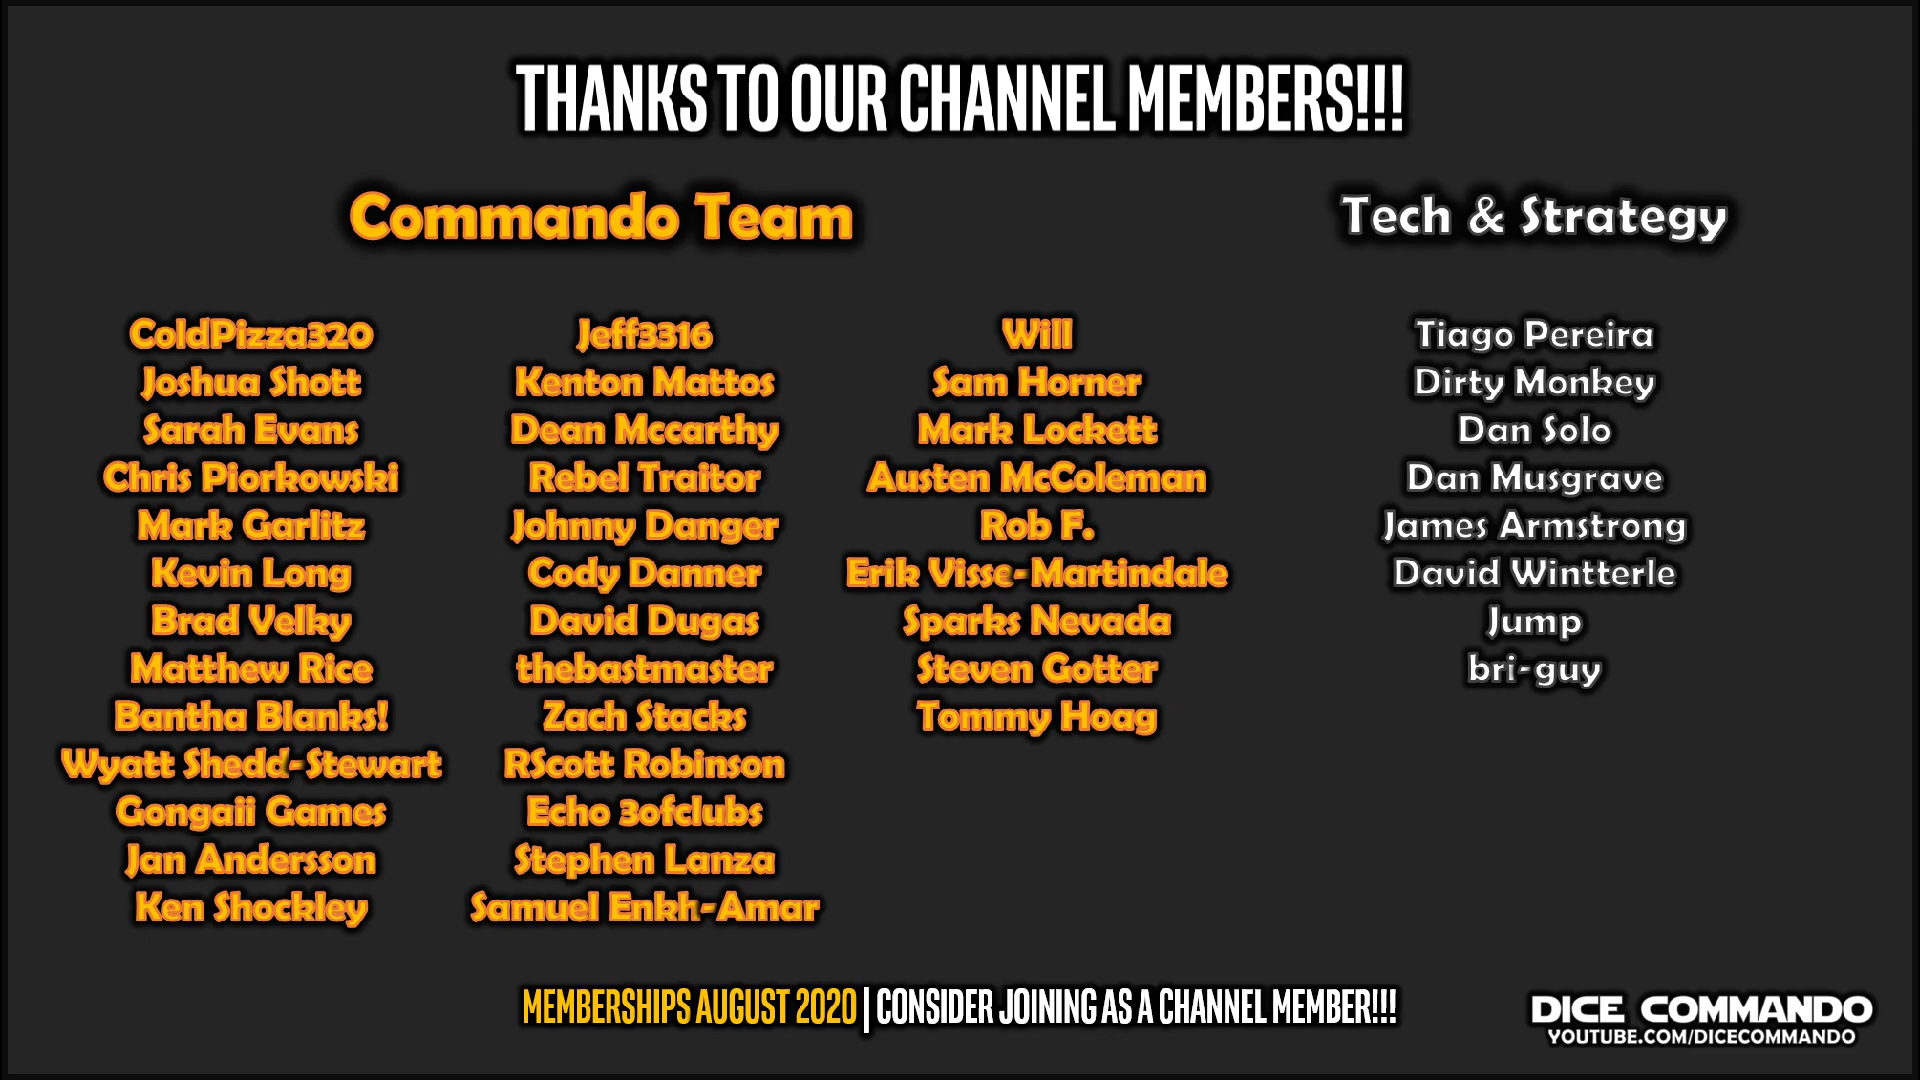 THANKS TO OUR CHANNEL MEMBERS!!!
Commando Team
ColdPizza320
Joshua Shott
Sarah Evans
Chris Piorkowski
Mark Garlitz
Kevin Long
Brad Velky
Matthew Rice
Bantha Blanks!
Wyatt Shedd-Stewart
Gongaii Games
Jan Andersson
Ken Shockley
Jeff3316
Kenton Mattos
Dean Mccarthy
Rebel Traitor
Johnny Danger
Cody Danner
David Dugas
thebastmaster
Zach Stacks
RScott Robinson
Echo 3ofclubs
Stephen Lanza
Samuel Enkh-Amar
Will
Sam Horner
Mark Lockett
Austen McColeman
Rob F.
Erik Visse-Martindale
Sparks Nevada
Steven Gotter
Tommy Hoag
Tech & Strategy
Tiago Pereira
Dirty Monkey
Dan Solo
Dan Musgrave
James Armstrong
David Wintterle
Jump
bri-guy
MEMBERSHIPS AUGUST 2020 | CONSIDER JOINING AS A CHANNEL MEMBER!!!
DICE COMMANDO
YOUTUBE.COM/DICECOMMANDO